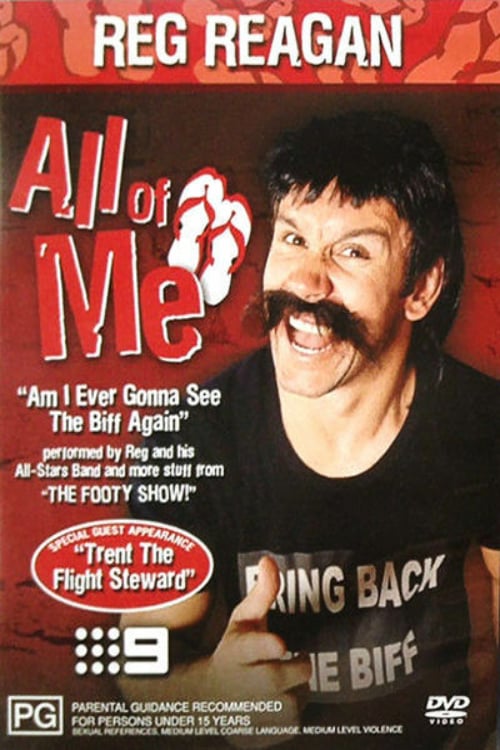 REG REAGAN
All of
Me
"Am I Ever Gonna See
The Biff Again"
performed by Reg and his
All-Stars Band and more stuff from
-"THE FOOTY SHOW!"
SPECIAL GUEST APPEARANCE
"Trent The
Flight Steward"
BRING BACK
THE BIFF
9
PG
PARENTAL GUIDANCE RECOMMENDED
FOR PERSONS UNDER 15 YEARS
SEXUAL REFERENCES, MEDIUM LEVEL COARSE LANGUAGE, MEDIUM LEVEL VIOLENCE
DVD
VIDEO